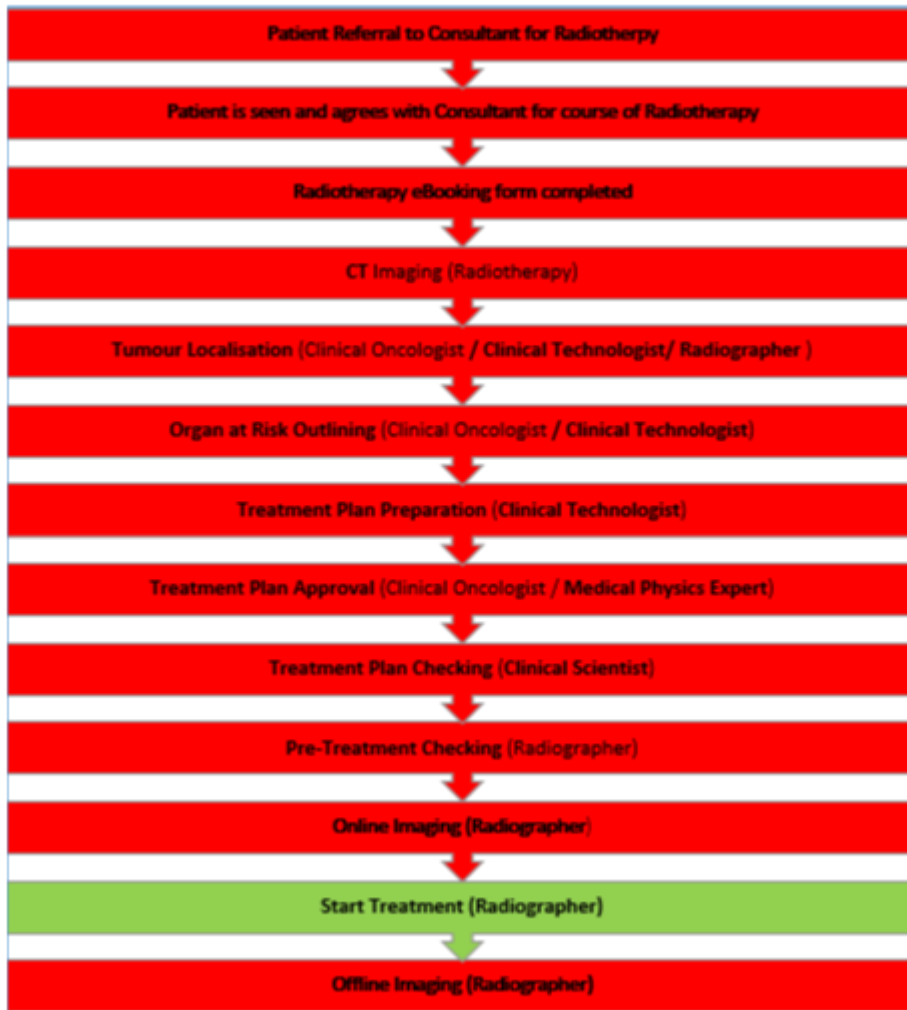 Patient Referral to Consultant for Radiotherpy
Patient is seen and agrees with Consultant for course of Radiotherapy
Radiotherapy eBooking form completed
CT Imaging (Radiotherapy)
Tumour Localisation (Clinical Oncologist / Clinical Technologist/ Radiographer )
Organ at Risk Outlining (Clinical Oncologist / Clinical Technologist)
Treatment Plan Preparation (Clinical Technologist)
Treatment Plan Approval (Clinical Oncologist / Medical Physics Expert)
Treatment Plan Checking (Clinical Scientist)
Pre-Treatment Checking (Radiographer)
Online Imaging (Radiographer)
Start Treatment (Radiographer)
Offline Imaging (Radiographer)